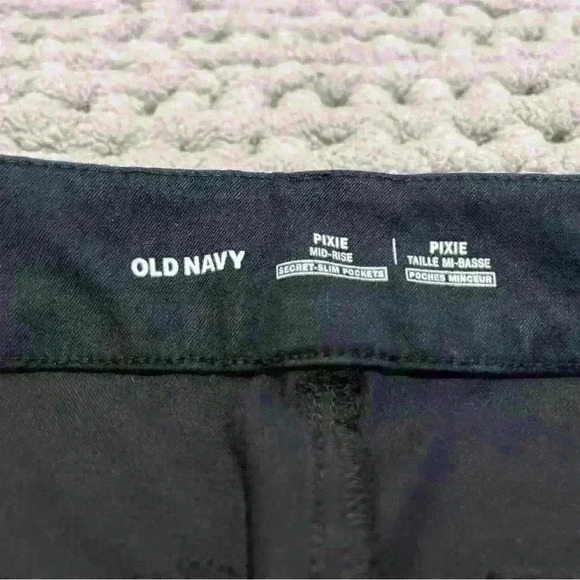 OLD NAVY
PIXIE
MID-RISE
SECRET-SLIM POCKETS
PIXIE
TAILLE MI-BASSE
POCHES MINCEUR